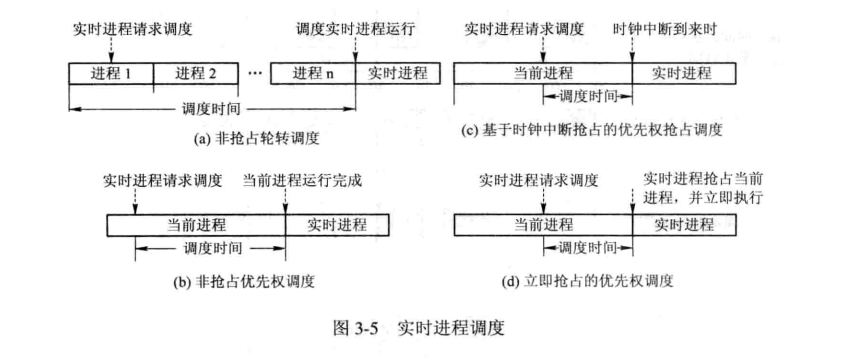 实时进程请求调度
调度实时进程运行
进程 1
进程 2
…
进程 n
实时进程
调度时间
(a) 非抢占轮转调度
实时进程请求调度
时钟中断到来时
当前进程
实时进程
调度时间
(c) 基于时钟中断抢占的优先权抢占调度
实时进程请求调度
当前进程运行完成
当前进程
实时进程
调度时间
(b) 非抢占优先权调度
实时进程请求调度
实时进程抢占当前
进程，并立即执行
当前进程
实时进程
调度时间
(d) 立即抢占的优先权调度
图 3-5 实时进程调度